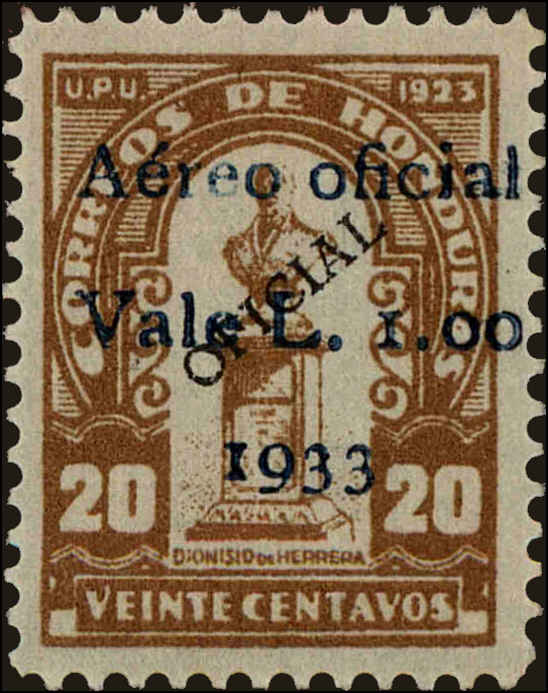 U.P.U. 1923
CORREOS DE HONDURAS
Aéreo oficial
OFICIAL
Vale L. 1.00
1933
20 20
DIONISIO DE HERRERA
VEINTE CENTAVOS